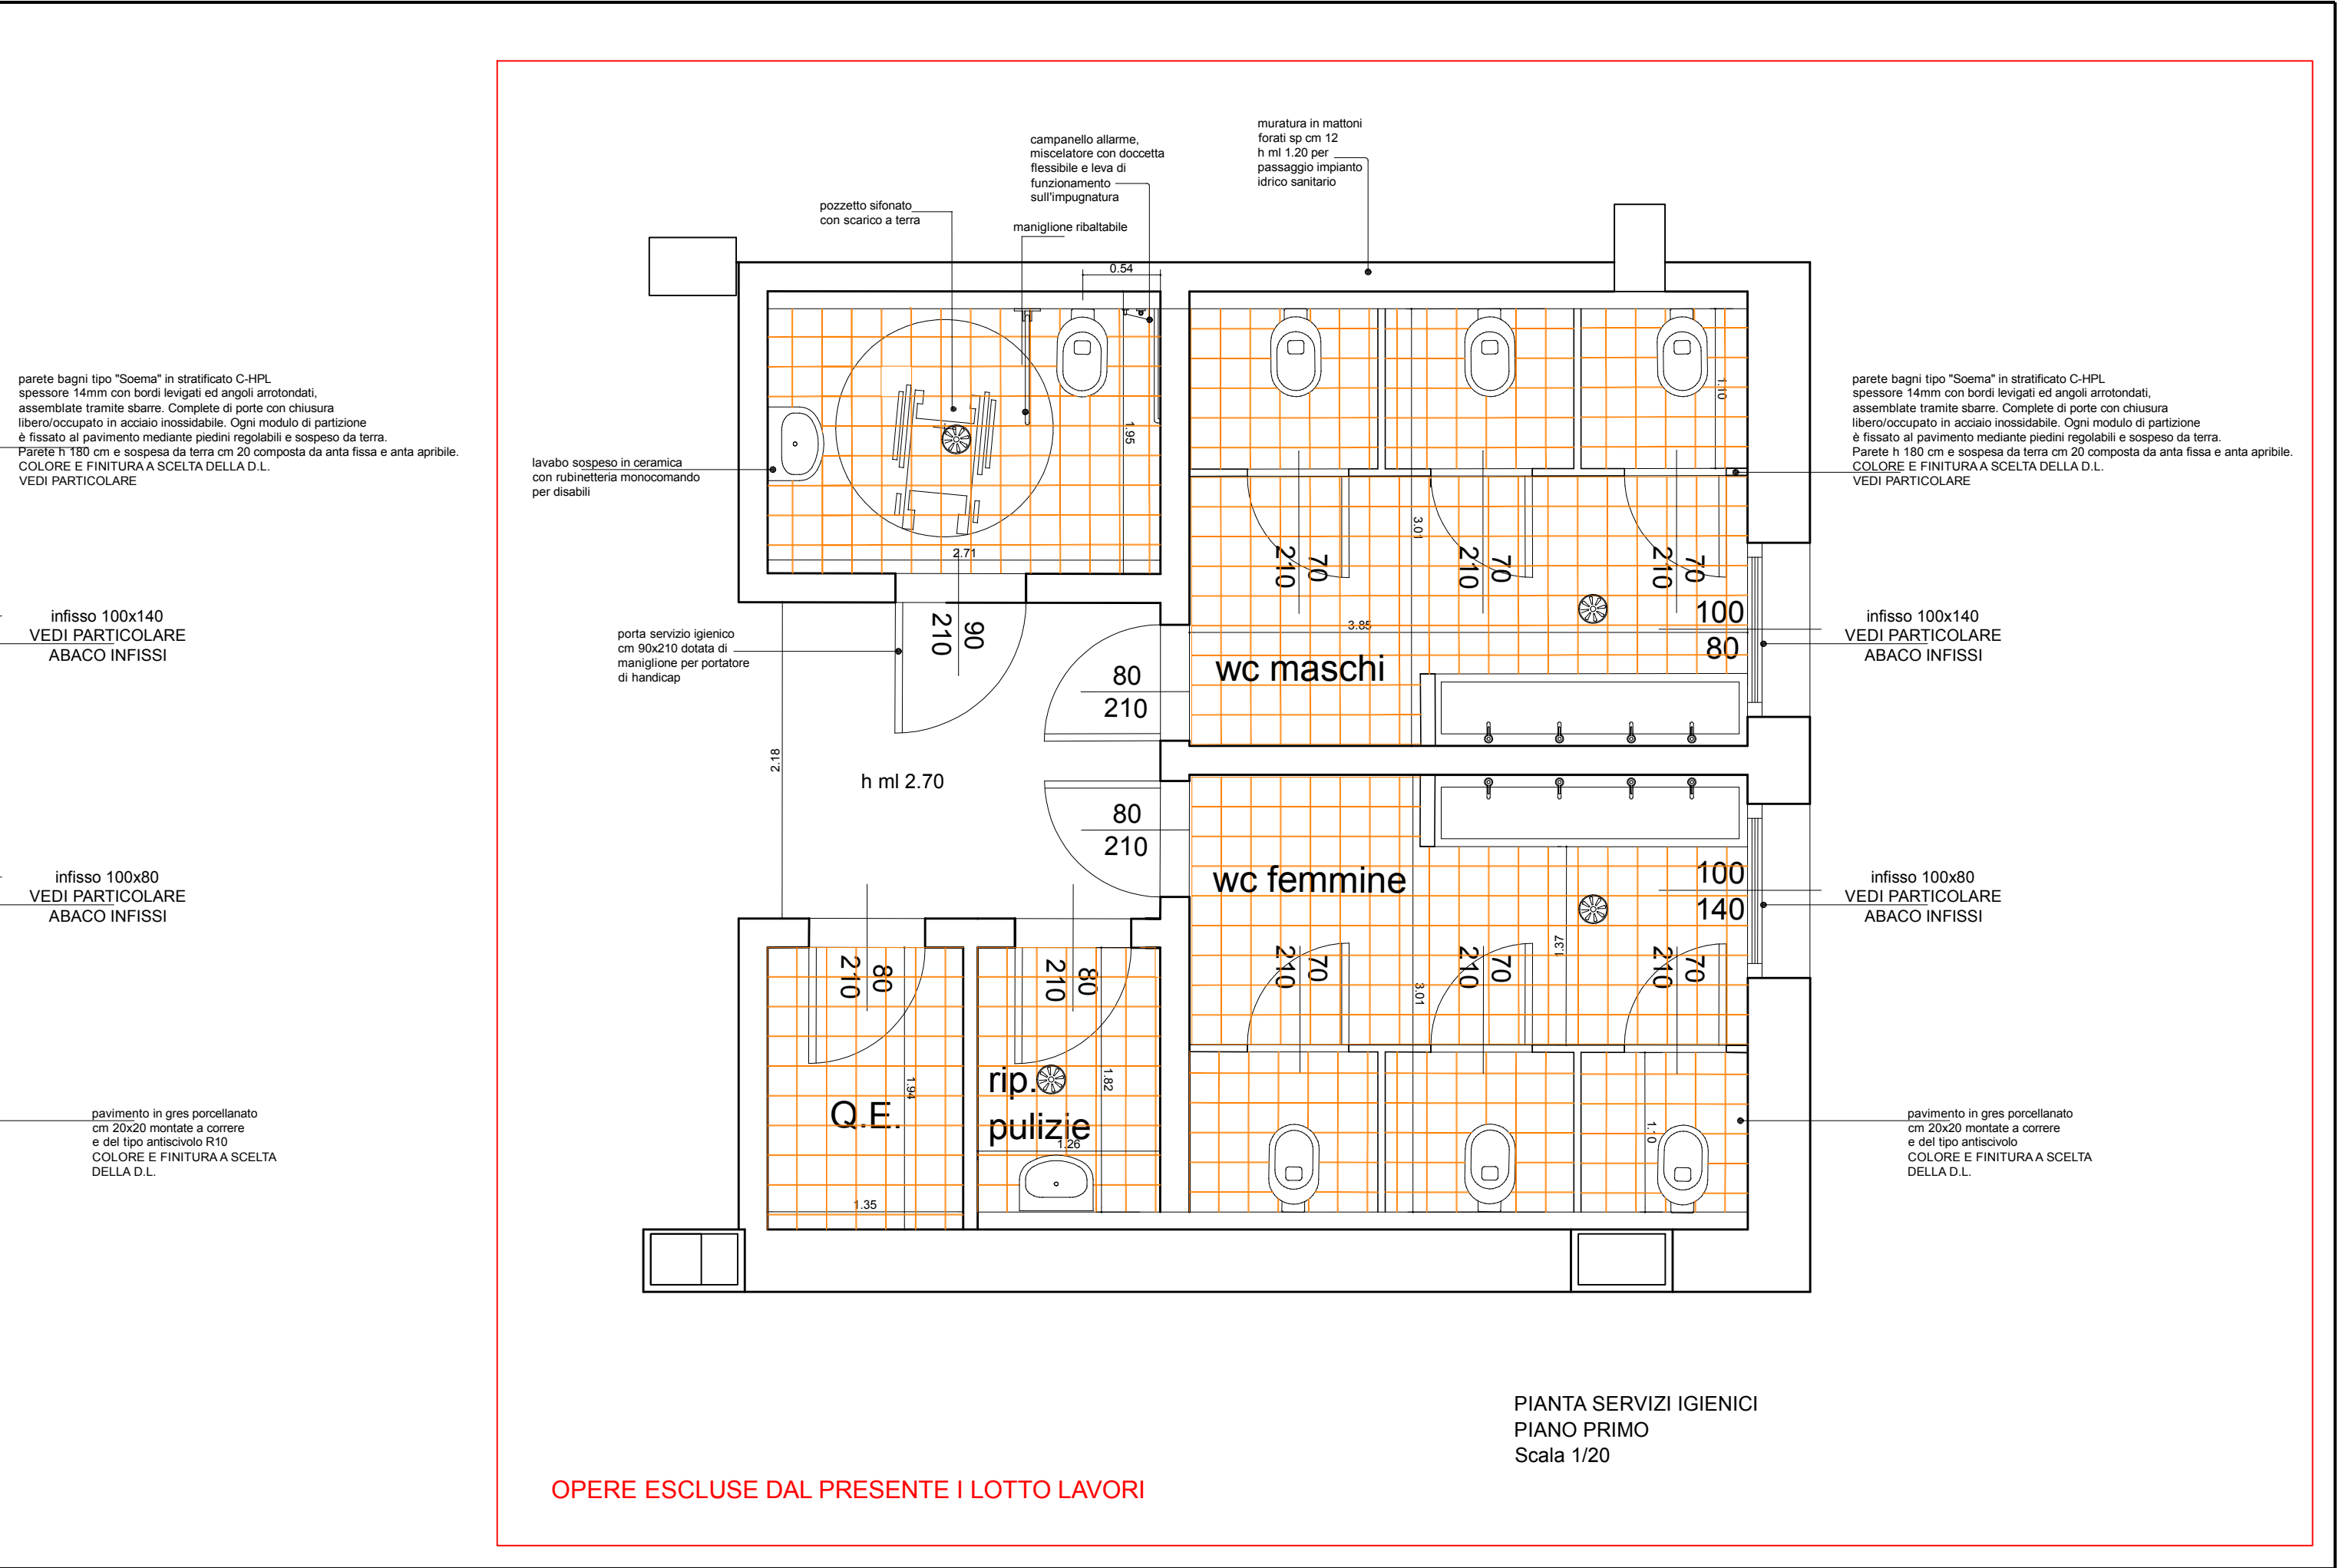 parete bagni tipo "Soema" in stratificato C-HPL
spessore 14mm con bordi levigati ed angoli arrotondati,
assemblate tramite sbarre. Complete di porte con chiusura
libero/occupato in acciaio inossidabile. Ogni modulo di partizione
è fissato al pavimento mediante piedini regolabili e sospeso da terra.
Parete h 180 cm e sospesa da terra cm 20 composta da anta fissa e anta apribile.
COLORE E FINITURA A SCELTA DELLA D.L.
VEDI PARTICOLARE
infisso 100x140
VEDI PARTICOLARE
ABACO INFISSI
infisso 100x80
VEDI PARTICOLARE
ABACO INFISSI
pavimento in gres porcellanato
cm 20x20 montate a correre
e del tipo antiscivolo R10
COLORE E FINITURA A SCELTA
DELLA D.L.
campanello allarme,
miscelatore con doccetta
flessibile e leva di
funzionamento
sull'impugnatura
muratura in mattoni
forati sp cm 12
h ml 1.20 per
passaggio impianto
idrico sanitario
pozzetto sifonato
con scarico a terra
maniglione ribaltabile
lavabo sospeso in ceramica
con rubinetteria monocomando
per disabili
porta servizio igienico
cm 90x210 dotata di
maniglione per portatore
di handicap
0.54
1.95
2.71
90
210
2.18
h ml 2.70
80
210
80
210
1.10
3.01
70
210
70
210
70
210
100
80
3.85
wc maschi
wc femmine
100
140
1.37
3.01
70
210
70
210
70
210
1.10
80
210
80
210
1.94
Q.E.
1.35
rip.
pulizie
1.82
1.26
parete bagni tipo "Soema" in stratificato C-HPL
spessore 14mm con bordi levigati ed angoli arrotondati,
assemblate tramite sbarre. Complete di porte con chiusura
libero/occupato in acciaio inossidabile. Ogni modulo di partizione
è fissato al pavimento mediante piedini regolabili e sospeso da terra.
Parete h 180 cm e sospesa da terra cm 20 composta da anta fissa e anta apribile.
COLORE E FINITURA A SCELTA DELLA D.L.
VEDI PARTICOLARE
infisso 100x140
VEDI PARTICOLARE
ABACO INFISSI
infisso 100x80
VEDI PARTICOLARE
ABACO INFISSI
pavimento in gres porcellanato
cm 20x20 montate a correre
e del tipo antiscivolo
COLORE E FINITURA A SCELTA
DELLA D.L.
PIANTA SERVIZI IGIENICI
PIANO PRIMO
Scala 1/20
OPERE ESCLUSE DAL PRESENTE I LOTTO LAVORI